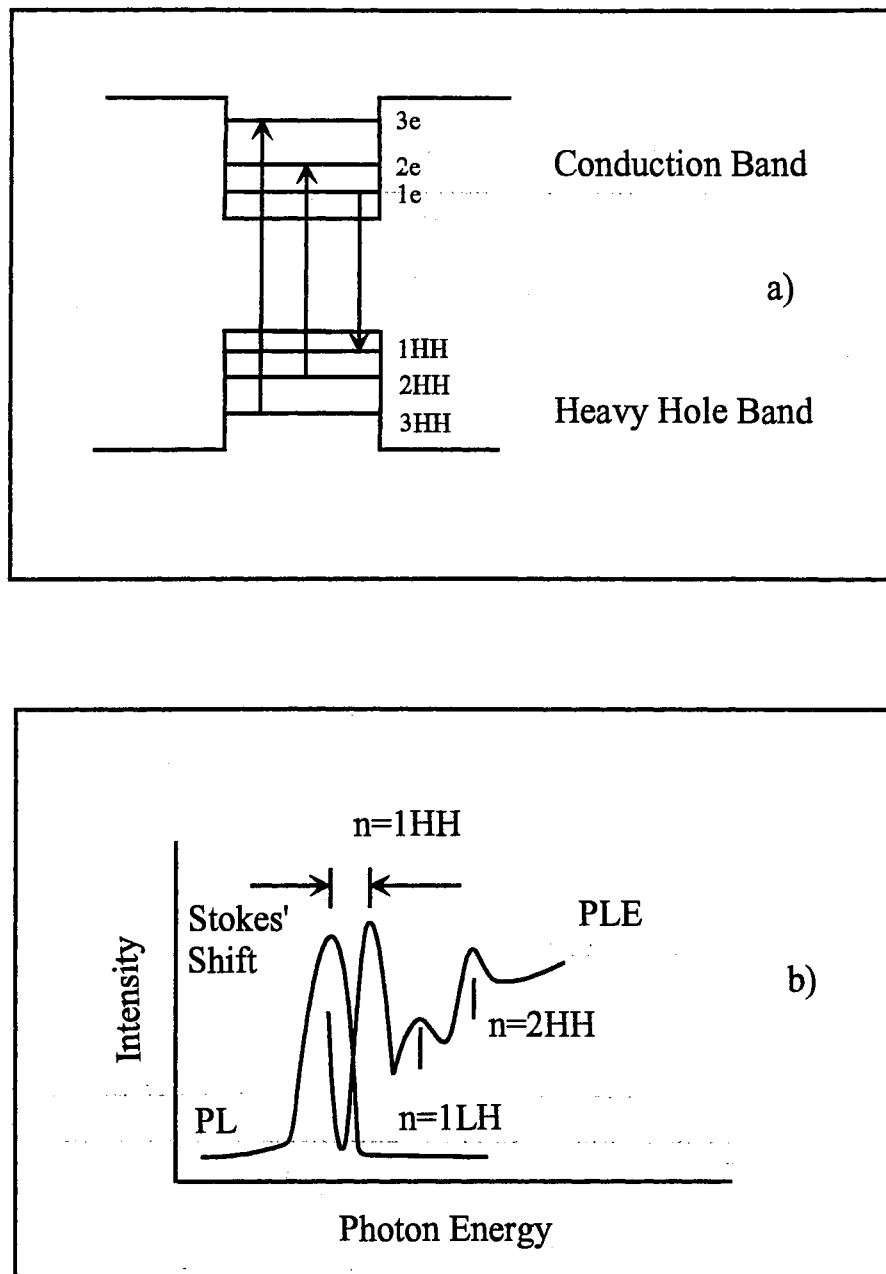 3e
2e
Conduction Band
1e
a)
1HH
2HH
Heavy Hole Band
3HH
n=1HH
Stokes'
Shift
PLE
b)
Intensity
n=2HH
PL
n=1LH
Photon Energy